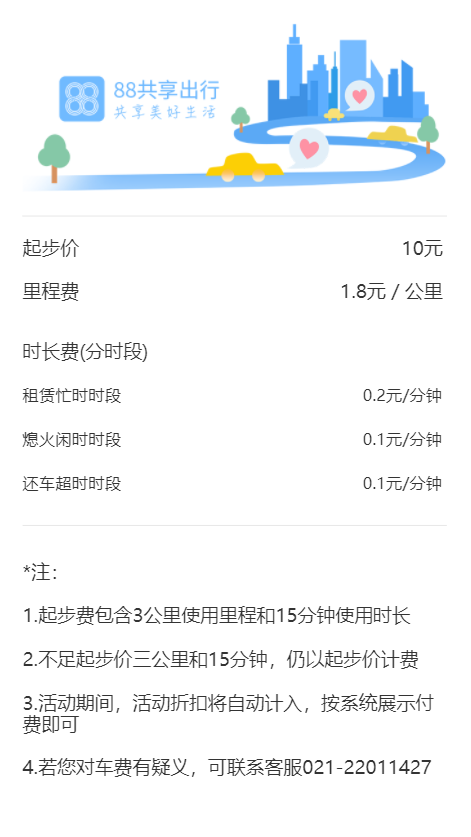 88共享出行
共享美好生活
起步价 10元
里程费 1.8元 / 公里
时长费(分时段)
租赁忙时时段 0.2元/分钟
熄火闲时时段 0.1元/分钟
还车超时时段 0.1元/分钟
*注：
1.起步费包含3公里使用里程和15分钟使用时长
2.不足起步价三公里和15分钟，仍以起步价计费
3.活动期间，活动折扣将自动计入，按系统展示付
费即可
4.若您对车费有疑义，可联系客服021-22011427